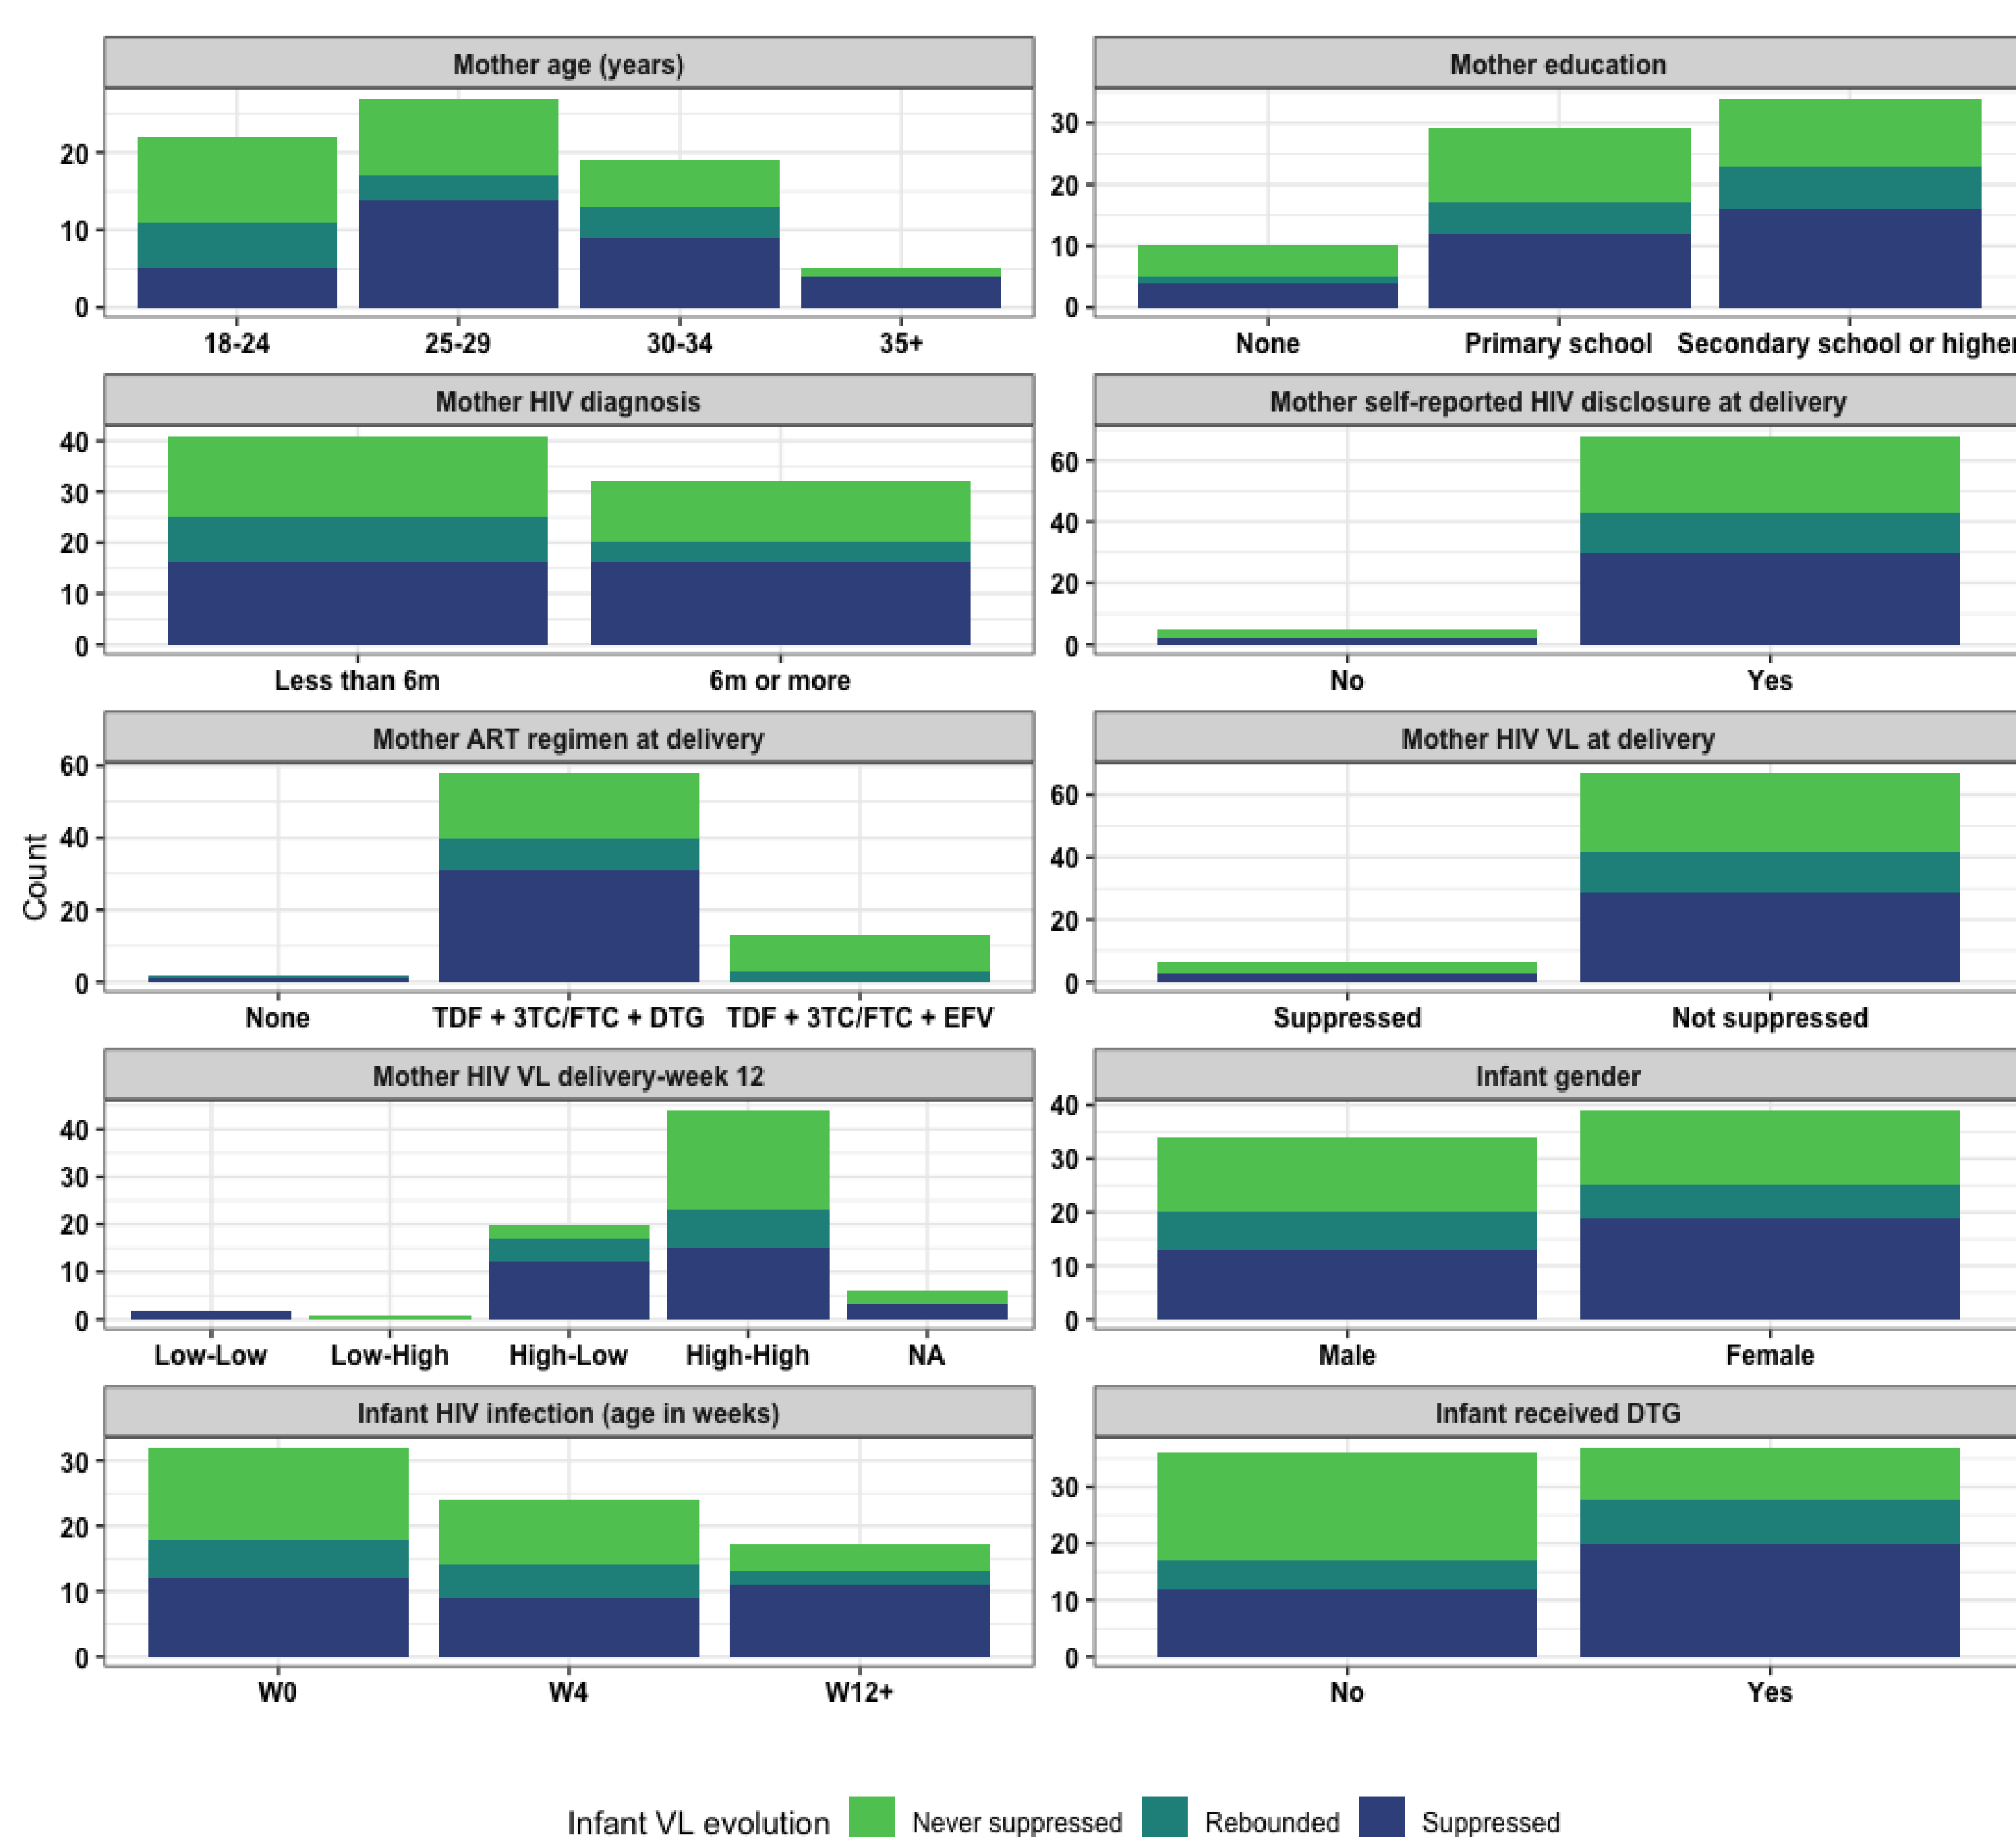 Mother age (years)
20
10
0
18-24 25-29 30-34 35+
Mother education
30
20
10
0
None Primary school Secondary school or higher
Mother HIV diagnosis
40
30
20
10
0
Less than 6m 6m or more
Mother self-reported HIV disclosure at delivery
60
40
20
0
No Yes
Count
Mother ART regimen at delivery
60
40
20
0
None TDF + 3TC/FTC + DTG TDF + 3TC/FTC + EFV
Mother HIV VL at delivery
60
40
20
0
Suppressed Not suppressed
Mother HIV VL delivery-week 12
40
30
20
10
0
Low-Low Low-High High-Low High-High NA
Infant gender
40
30
20
10
0
Male Female
Infant HIV infection (age in weeks)
30
20
10
0
W0 W4 W12+
Infant received DTG
30
20
10
0
No Yes
Infant VL evolution Never suppressed Rebounded Suppressed